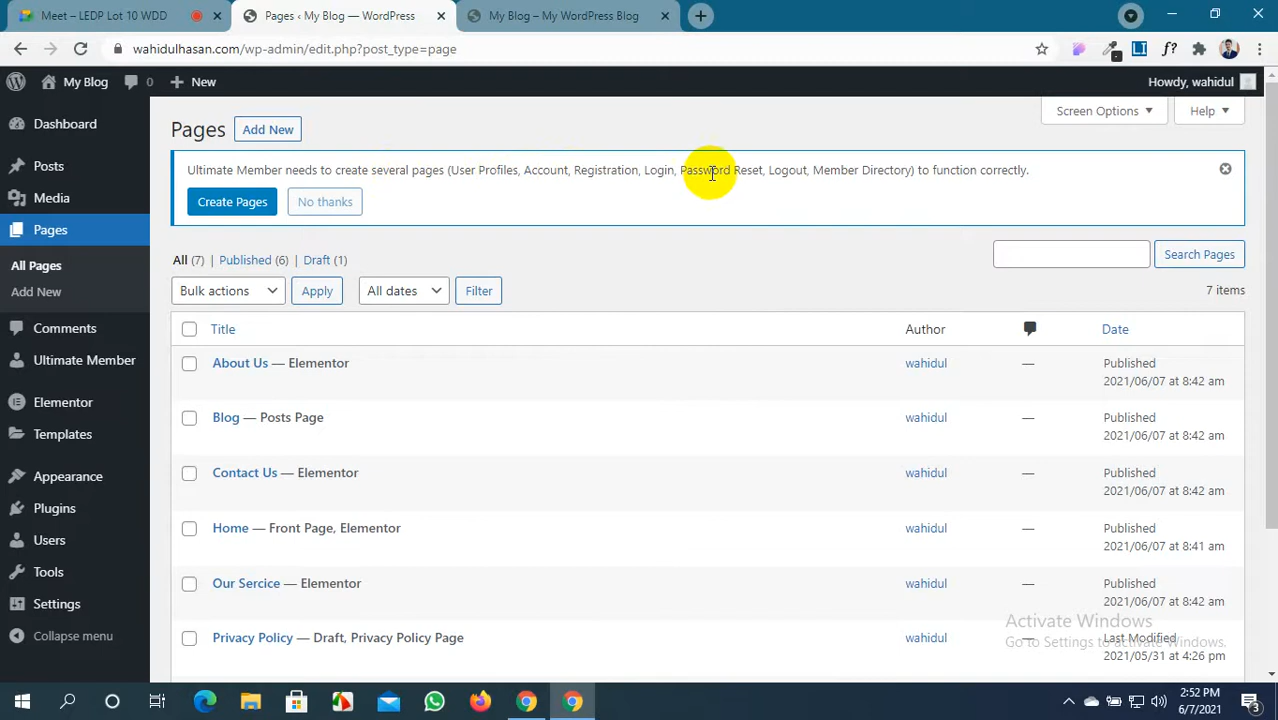 Meet – LEDP Lot 10 WDD
Pages ‹ My Blog — WordPress
My Blog – My WordPress Blog
wahidulhasan.com/wp-admin/edit.php?post_type=page
My Blog
0
New
Howdy, wahidul
Dashboard
Posts
Media
Pages
All Pages
Add New
Comments
Ultimate Member
Elementor
Templates
Appearance
Plugins
Users
Tools
Settings
Collapse menu
Screen Options
Help
Pages
Add New
Ultimate Member needs to create several pages (User Profiles, Account, Registration, Login, Password Reset, Logout, Member Directory) to function correctly.
Create Pages
No thanks
All (7) | Published (6) | Draft (1)
Search Pages
Bulk actions
Apply
All dates
Filter
7 items
Title
Author
Date
About Us — Elementor
wahidul
—
Published
2021/06/07 at 8:42 am
Blog — Posts Page
wahidul
—
Published
2021/06/07 at 8:42 am
Contact Us — Elementor
wahidul
—
Published
2021/06/07 at 8:42 am
Home — Front Page, Elementor
wahidul
—
Published
2021/06/07 at 8:41 am
Our Sercice — Elementor
wahidul
—
Published
2021/06/07 at 8:42 am
Privacy Policy — Draft, Privacy Policy Page
wahidul
—
Last Modified
2021/05/31 at 4:26 pm
Activate Windows
Go to Settings to activate Windows.
2:52 PM
6/7/2021
3